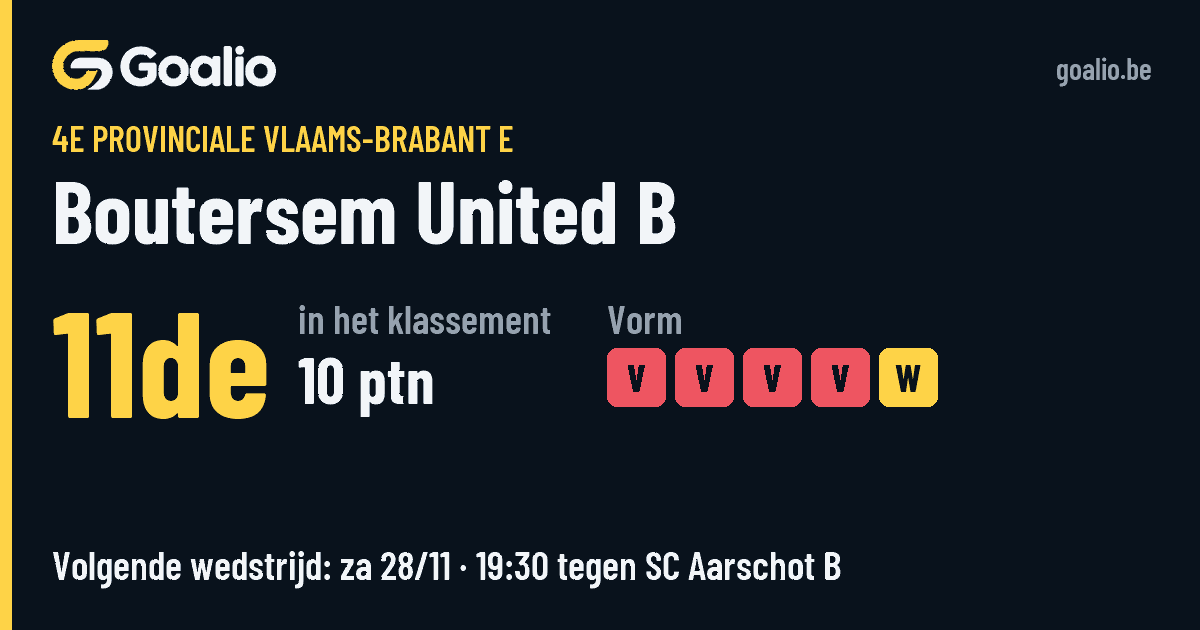 Goalio
goalio.be
4E PROVINCIALE VLAAMS-BRABANT E
Boutersem United B
11de
in het klassement
10 ptn
Vorm
V V V V W
Volgende wedstrijd: za 28/11 · 19:30 tegen SC Aarschot B